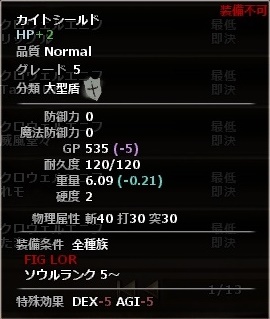 装備不可
カイトシールド
HP+2
品質 Normal
グレード 5
分類 大型盾
防御力 0
魔法防御力 0
GP 535 (-5)
耐久度 120/120
重量 6.09 (-0.21)
硬度 2
物理属性 斬40 打30 突30
装備条件 全種族
FIG LOR
ソウルランク 5～
1/13
特殊効果 DEX-5 AGI-5